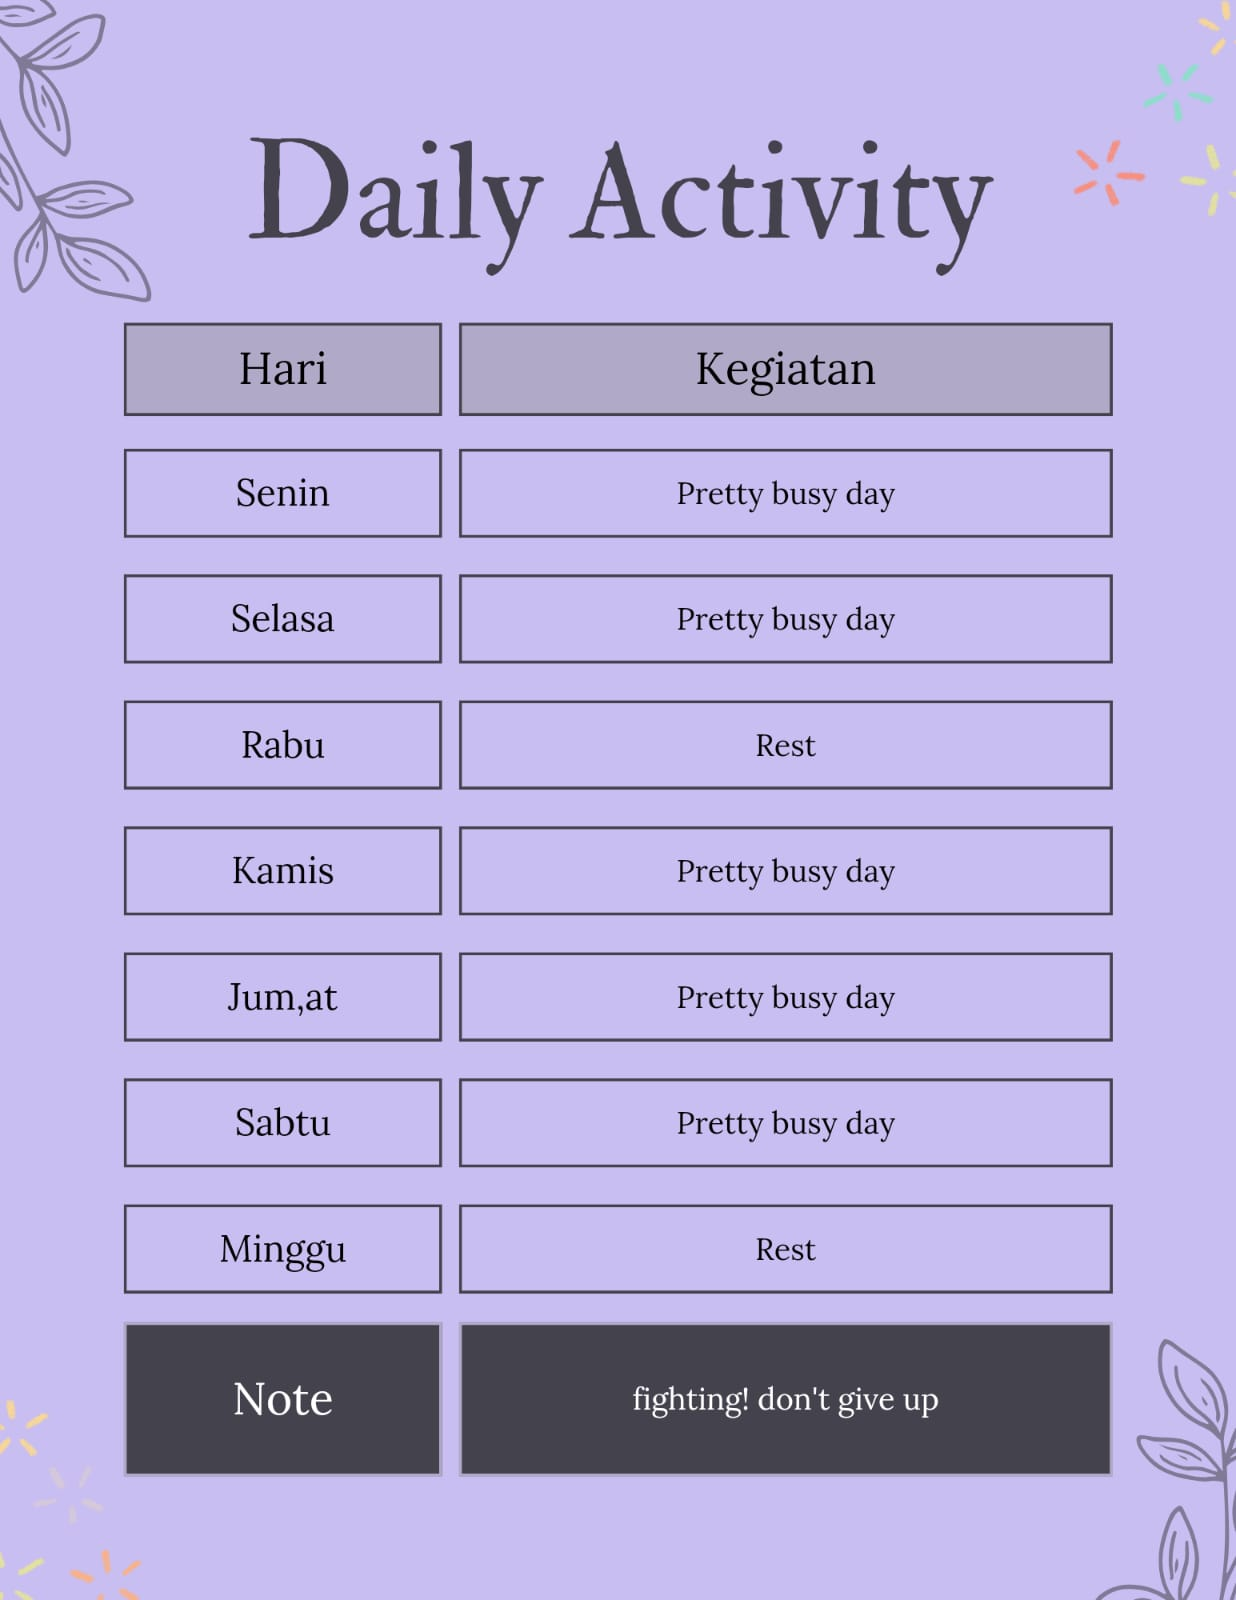 Daily Activity
Hari Kegiatan
Senin Pretty busy day
Selasa Pretty busy day
Rabu Rest
Kamis Pretty busy day
Jum,at Pretty busy day
Sabtu Pretty busy day
Minggu Rest
Note fighting! don't give up